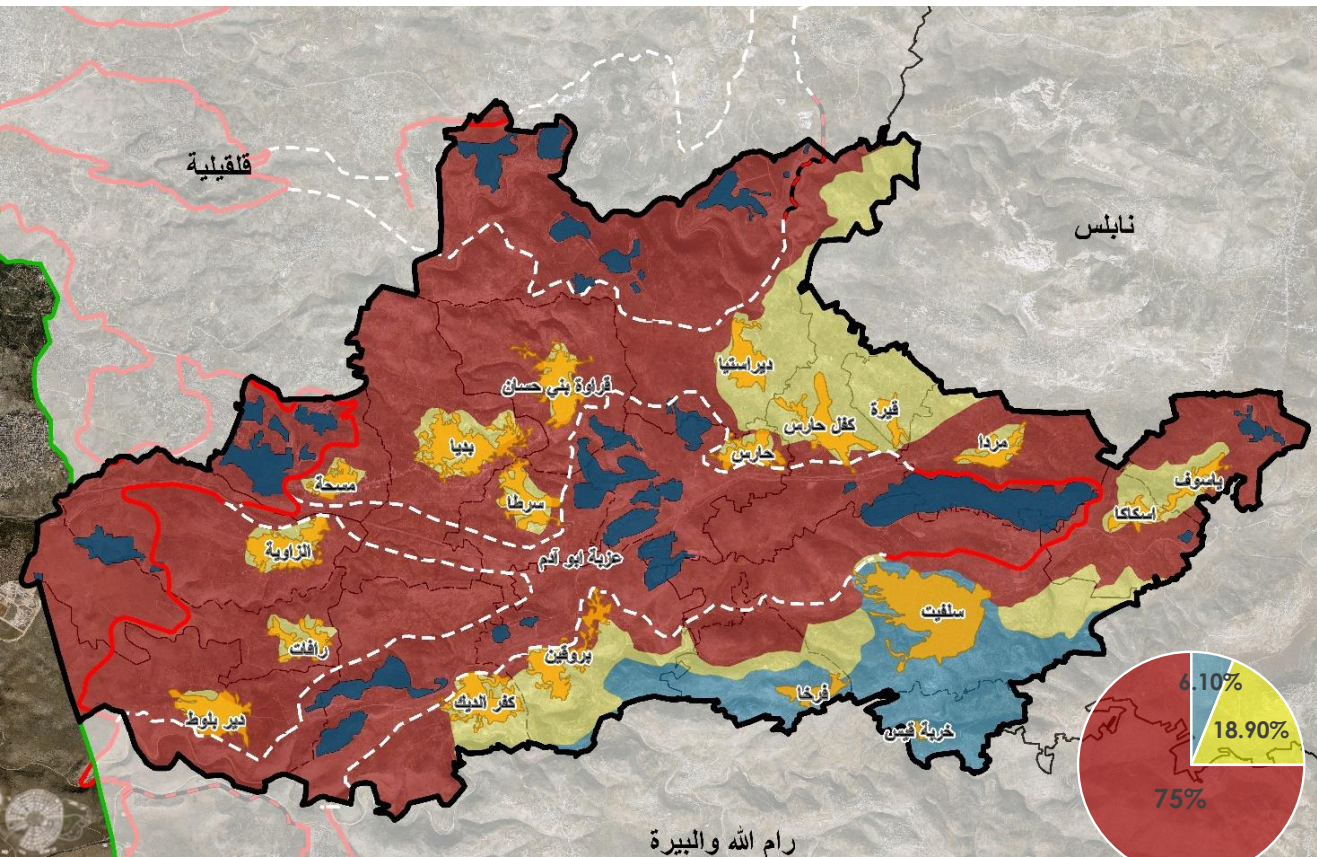 قلقيلية
نابلس
ديراستيا
قراوة بني حسان
قيرة
كفل حارس
مردا
بديا
حارس
ياسوف
مسحة
سرطا
اسكاكا
الزاوية
عزبة ابو آدم
سلفيت
رافات
بروقين
6.10%
فرخا
كفر الديك
دير بلوط
18.90%
خربة قيس
75%
رام الله والبيرة